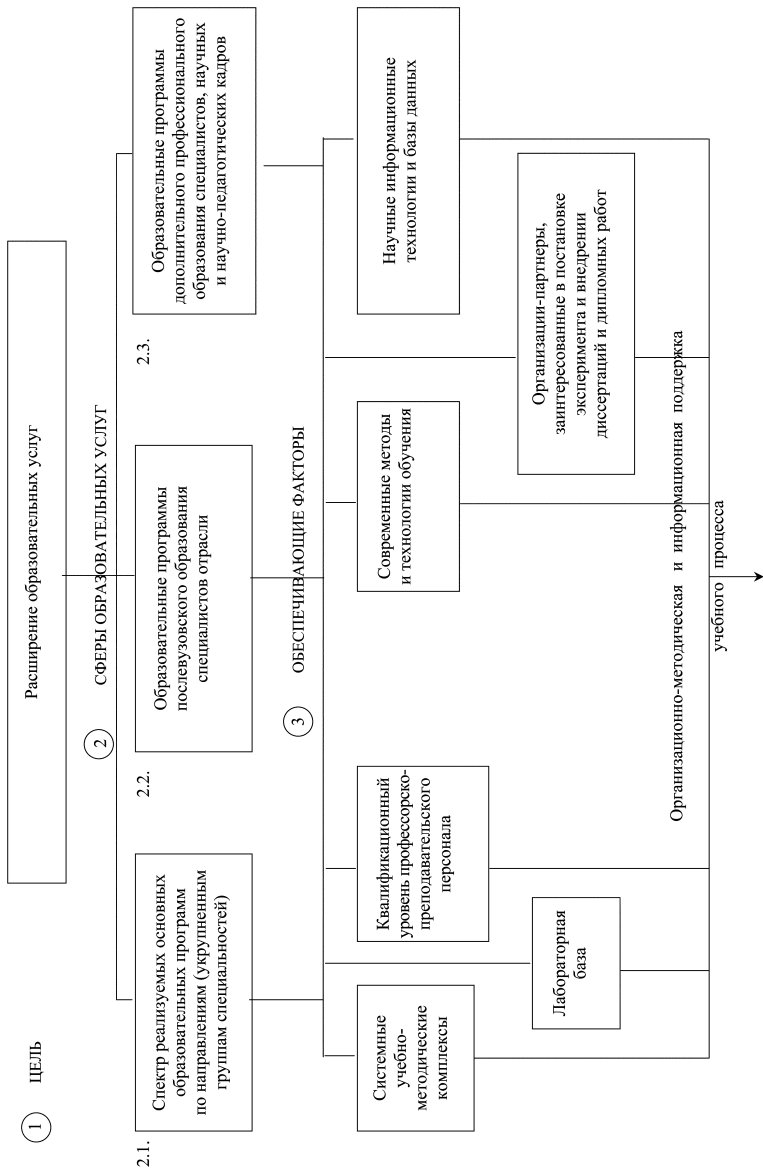 1
ЦЕЛЬ
Расширение образовательных услуг
2
СФЕРЫ ОБРАЗОВАТЕЛЬНЫХ УСЛУГ
2.1.
Спектр реализуемых основных
образовательных программ
по направлениям (укрупненным
группам специальностей)
2.2.
Образовательные программы
послевузовского образования
специалистов отрасли
2.3.
Образовательные программы
дополнительного профессионального
образования специалистов, научных
и научно-педагогических кадров
3
ОБЕСПЕЧИВАЮЩИЕ ФАКТОРЫ
Системные
учебно-
методические
комплексы
Лабораторная
база
Квалификационный
уровень профессорско-
преподавательского
персонала
Современные методы
и технологии обучения
Организации-партнеры,
заинтересованные в постановке
эксперимента и внедрении
диссертаций и дипломных работ
Научные информационные
технологии и базы данных
Организационно-методическая и информационная поддержка
учебного процесса